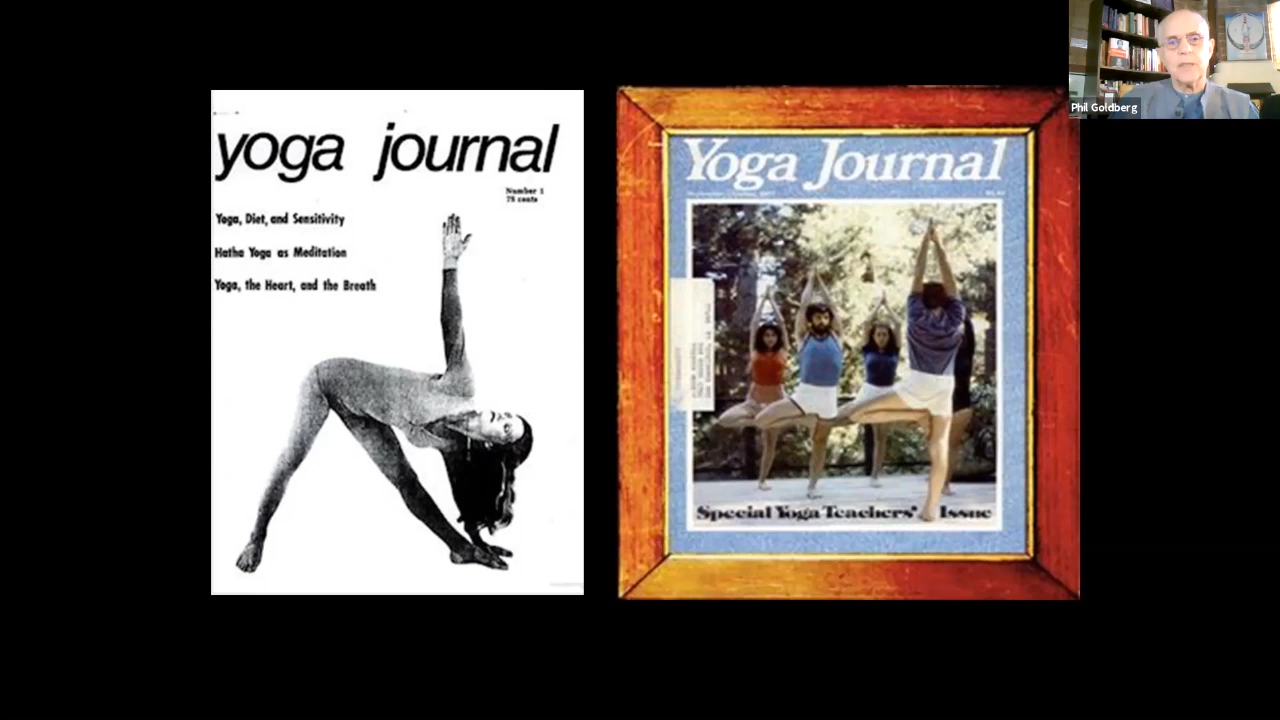 yoga journal
Number 1
75 cents
Yoga, Diet, and Sensitivity
Hatha Yoga as Meditation
Yoga, the Heart, and the Breath
Yoga Journal
Special Yoga Teachers' Issue
Phil Goldberg